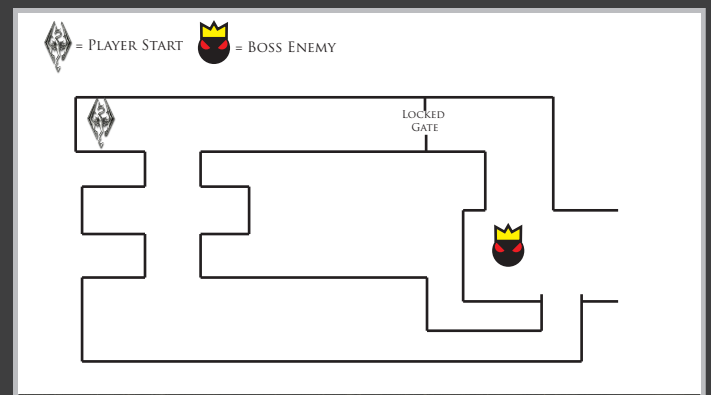 = Player Start
= Boss Enemy
Locked
Gate